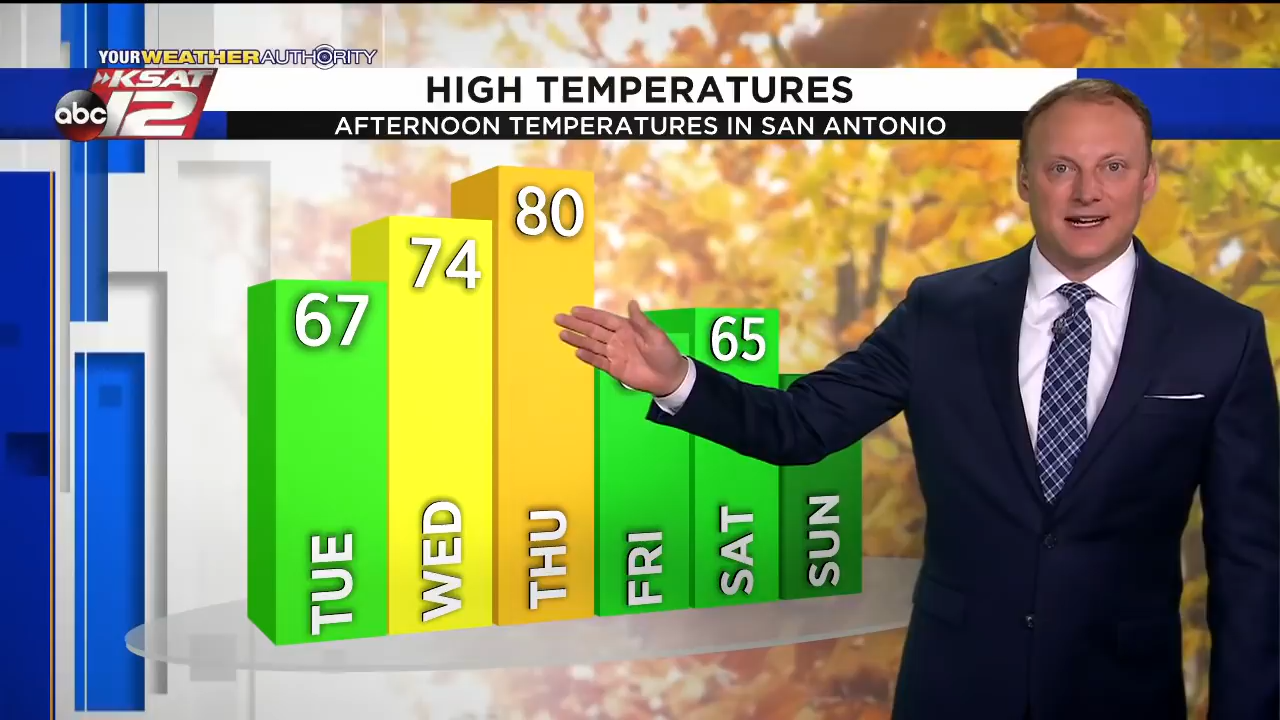 YOUR WEATHER AUTHORITY
KSAT
abc 12
HIGH TEMPERATURES
AFTERNOON TEMPERATURES IN SAN ANTONIO
67
74
80
65
TUE
WED
THU
FRI
SAT
SUN